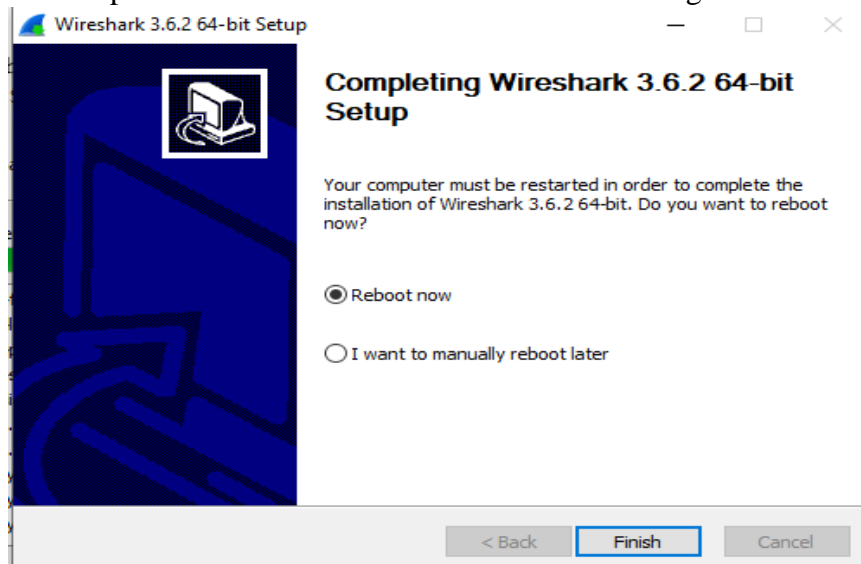 Wireshark 3.6.2 64-bit Setup
Completing Wireshark 3.6.2 64-bit
Setup
Your computer must be restarted in order to complete the
installation of Wireshark 3.6.2 64-bit. Do you want to reboot
now?
Reboot now
I want to manually reboot later
< Back Finish Cancel